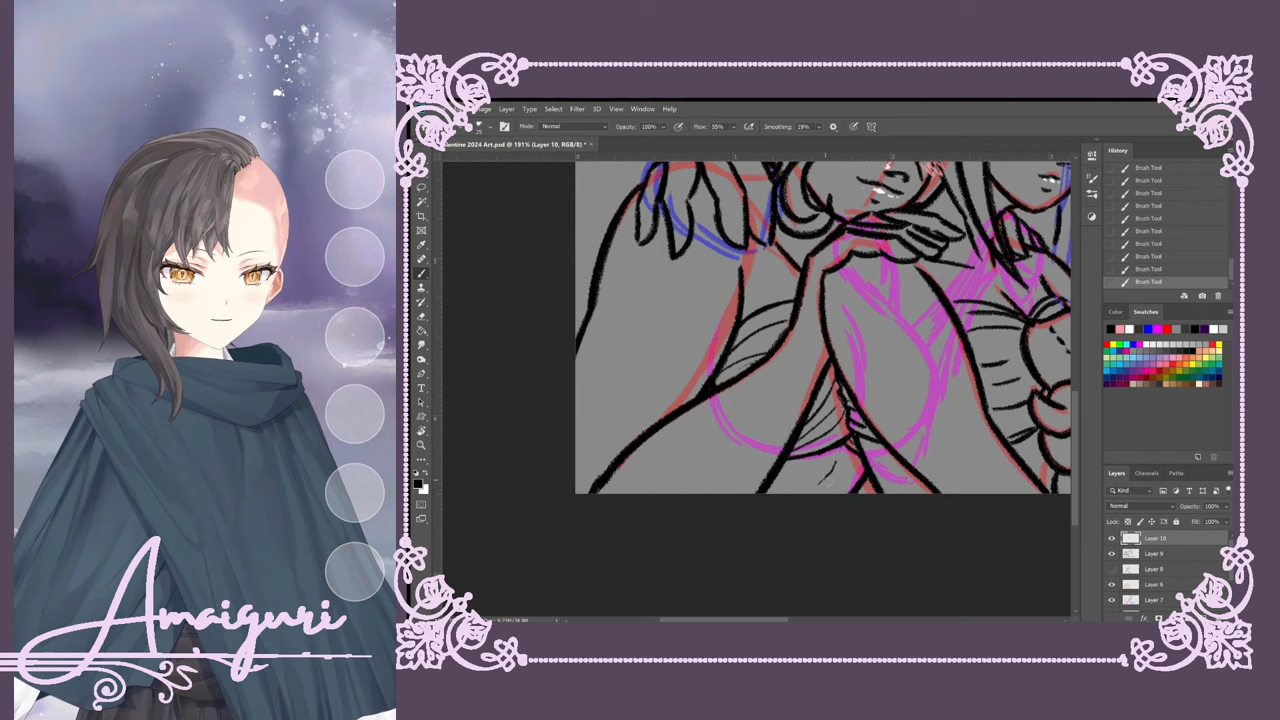 Layer Type Select Filter 3D View Window Help
Mode: Normal Opacity: 100% Flow: 55% Smoothing: 19%
lentine 2024 Art.psd @ 191% (Layer 10, RGB/8) *
History
Brush Tool
Brush Tool
Brush Tool
Brush Tool
Brush Tool
Brush Tool
Brush Tool
Brush Tool
Brush Tool
Brush Tool
Color Swatches
Layers Channels Paths
Kind
Normal Opacity: 100%
Lock: Fill: 100%
Layer 10
Layer 9
Layer 8
Layer 6
Layer 7
Amaiguri